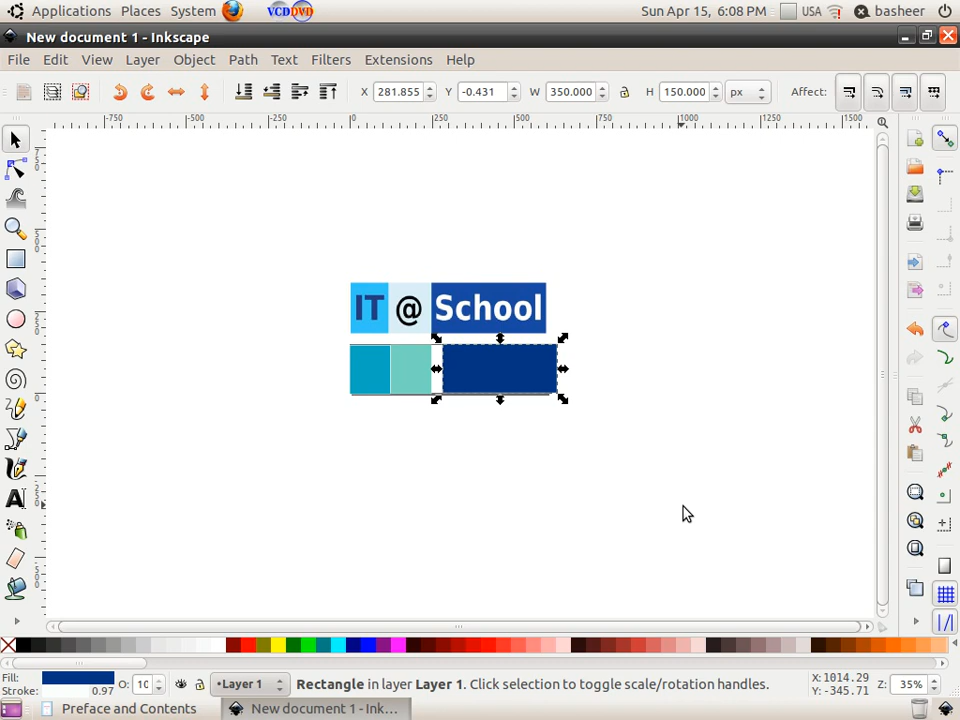 Applications Places System VCD DVD Sun Apr 15, 6:08 PM USA basheer
New document 1 - Inkscape
File Edit View Layer Object Path Text Filters Extensions Help
X 281.855 Y -0.431 W 350.000 H 150.000 px Affect:
-750 -500 -250 0 250 500 750 1000 1250 1500
IT @ School
A
Fill:
Stroke: 0.97 O: 10 •Layer 1 Rectangle in layer Layer 1. Click selection to toggle scale/rotation handles. X:1014.29 Y:-345.71 Z: 35%
Preface and Contents New document 1 - Ink...